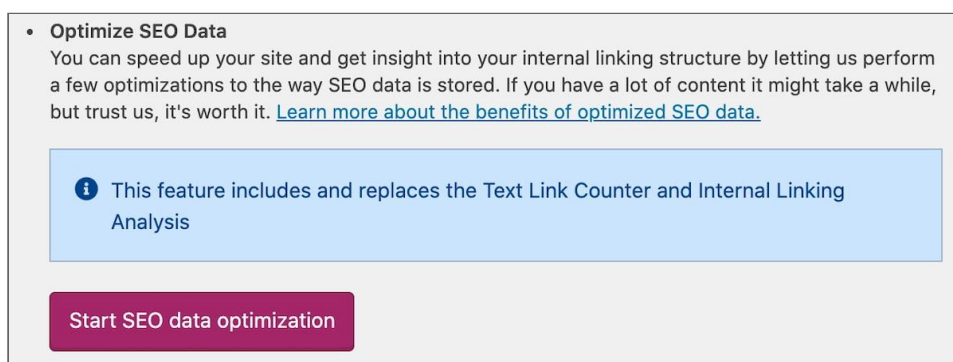 Optimize SEO Data
You can speed up your site and get insight into your internal linking structure by letting us perform
a few optimizations to the way SEO data is stored. If you have a lot of content it might take a while,
but trust us, it's worth it. Learn more about the benefits of optimized SEO data.
This feature includes and replaces the Text Link Counter and Internal Linking
Analysis
Start SEO data optimization